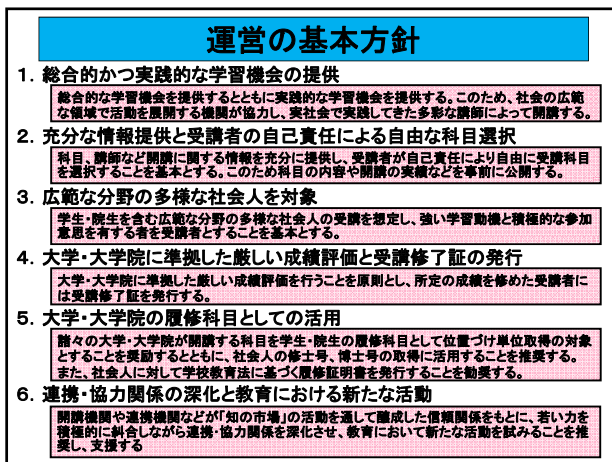 運営の基本方針
1. 総合的かつ実践的な学習機会の提供
総合的な学習機会を提供するとともに実践的な学習機会を提供する。このため、社会の広範
な領域で活動を展開する機関が協力し、実社会で実践してきた多彩な講師によって開講する。
2. 充分な情報提供と受講者の自己責任による自由な科目選択
科目、講師など開講に関する情報を充分に提供し、受講者が自己責任により自由に受講科目
を選択することを基本とする。このため科目の内容や開講の実績などを事前に公開する。
3. 広範な分野の多様な社会人を対象
学生・院生を含む広範な分野の多様な社会人の受講を想定し、強い学習動機と積極的な参加
意思を有する者を受講者とすることを基本とする。
4. 大学・大学院に準拠した厳しい成績評価と受講修了証の発行
大学・大学院に準拠した厳しい成績評価を行うことを原則とし、所定の成績を修めた受講者に
は受講修了証を発行する。
5. 大学・大学院の履修科目としての活用
諸々の大学・大学院が開講する科目を学生・院生の履修科目として位置づけ単位取得の対象
とすることを奨励するとともに、社会人の修士号、博士号の取得に活用することを推奨する。
また、社会人に対して学校教育法に基づく履修証明書を発行することを勧奨する。
6. 連携・協力関係の深化と教育における新たな活動
開講機関や連携機関などが「知の市場」の活動を通して醸成した信頼関係をもとに、若い力を
積極的に糾合しながら連携・協力関係を深化させ、教育において新たな活動を試みることを推
奨し、支援する